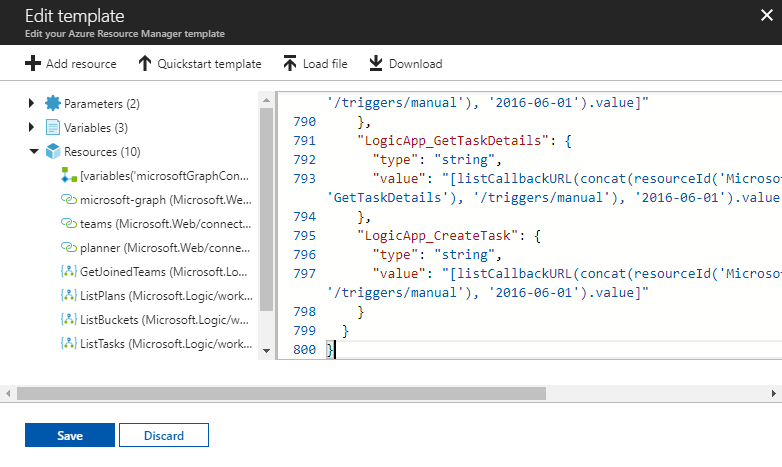 Edit template
Edit your Azure Resource Manager template
Add resource
Quickstart template
Load file
Download
Parameters (2)
Variables (3)
Resources (10)
[variables('microsoftGraphCon...
microsoft-graph (Microsoft.We...
teams (Microsoft.Web/connect...
planner (Microsoft.Web/conne...
GetJoinedTeams (Microsoft.Lo...
ListPlans (Microsoft.Logic/work...
ListBuckets (Microsoft.Logic/w...
ListTasks (Microsoft.Logic/work...
'/triggers/manual'), '2016-06-01').value]"
790 },
791 "LogicApp_GetTaskDetails": {
792 "type": "string",
793 "value": "[listCallbackURL(concat(resourceId('Microso
'GetTaskDetails'), '/triggers/manual'), '2016-06-01').value
794 },
795 "LogicApp_CreateTask": {
796 "type": "string",
797 "value": "[listCallbackURL(concat(resourceId('Microso
'/triggers/manual'), '2016-06-01').value]"
798 }
799 }
800 }
Save
Discard